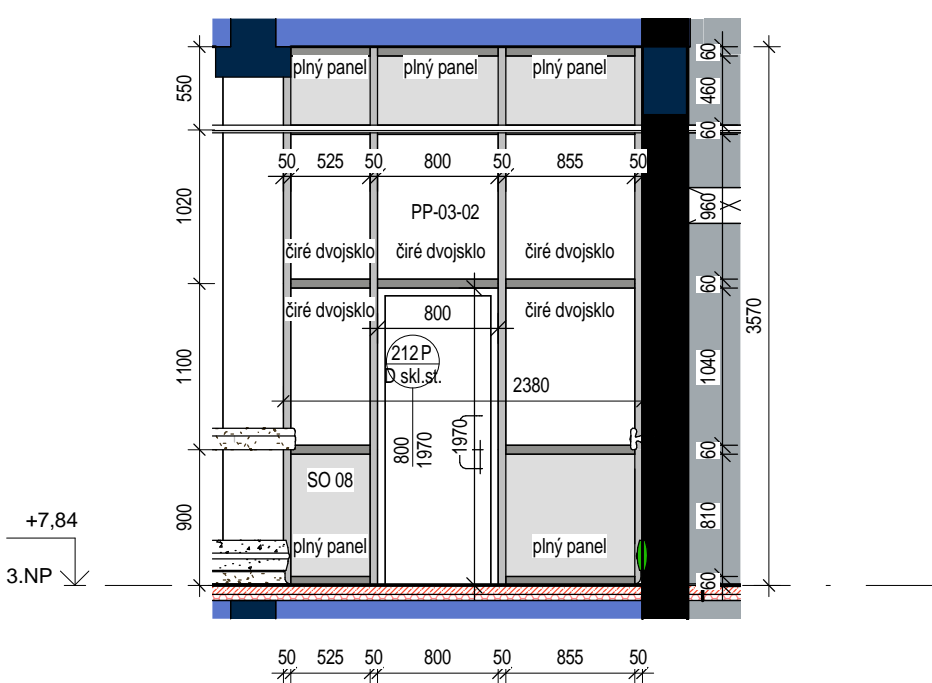 plný panel plný panel plný panel
60
550
460
60
50 525 50 800 50 855 50
1020
960
PP-03-02
čiré dvojsklo čiré dvojsklo čiré dvojsklo
60
čiré dvojsklo 800 čiré dvojsklo
3570
212 P
D skl.st.
1100
1040
2380
800
1970
1970
60
SO 08
900
810
+7,84
plný panel plný panel
3.NP
60
50 525 50 800 50 855 50